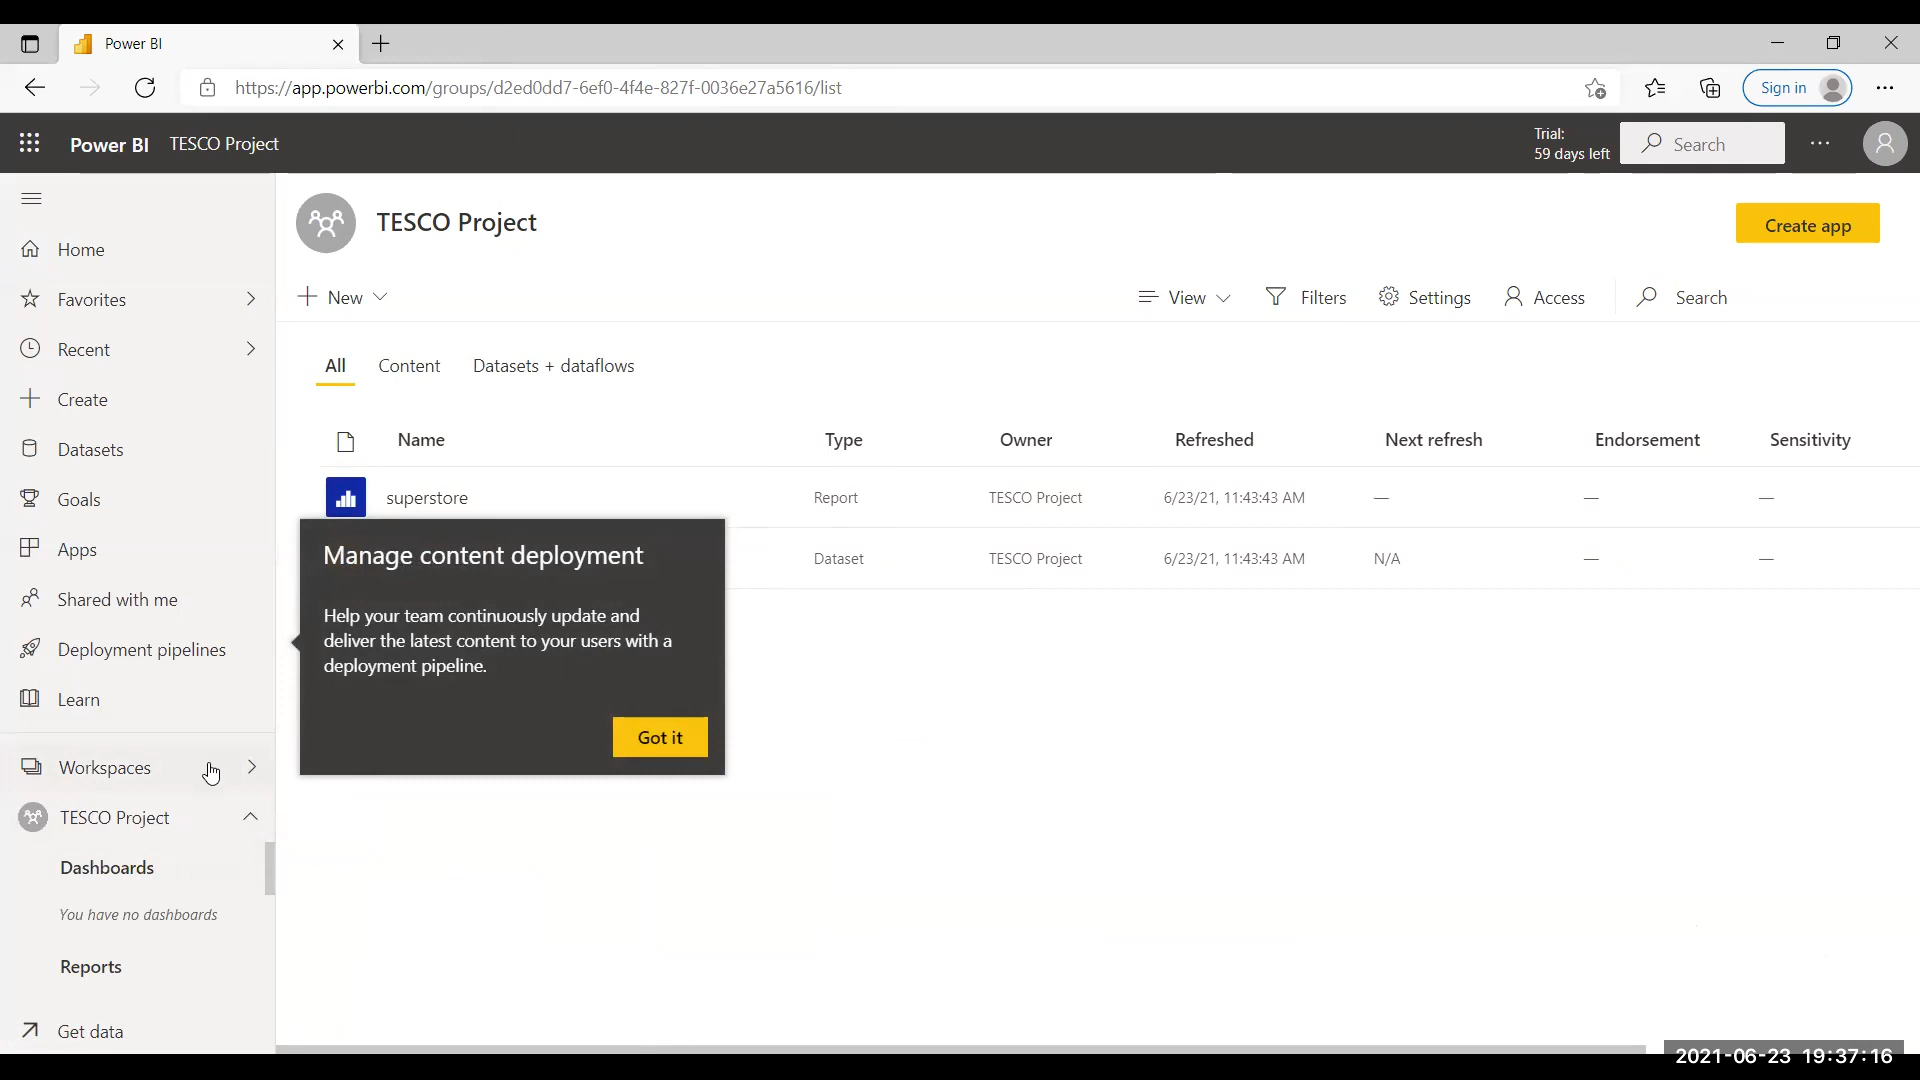 Power BI
https://app.powerbi.com/groups/d2ed0dd7-6ef0-4f4e-827f-0036e27a5616/list
Sign in
Power BI TESCO Project
Trial:
59 days left
Search
Home
Favorites
Recent
Create
Datasets
Goals
Apps
Shared with me
Deployment pipelines
Learn
Workspaces
TESCO Project
Dashboards
You have no dashboards
Reports
Get data
TESCO Project
Create app
New
View
Filters
Settings
Access
Search
All Content Datasets + dataflows
Name Type Owner Refreshed Next refresh Endorsement Sensitivity
superstore Report TESCO Project 6/23/21, 11:43:43 AM — — —
Dataset TESCO Project 6/23/21, 11:43:43 AM N/A — —
Manage content deployment
Help your team continuously update and
deliver the latest content to your users with a
deployment pipeline.
Got it
2021-06-23 19:37:16